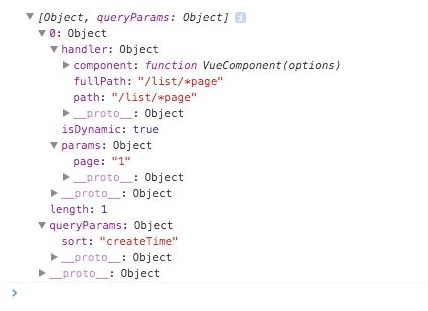 ▼ [Object, queryParams: Object] i
▼ 0: Object
▼ handler: Object
▶ component: function VueComponent(options)
fullPath: "/list/*page"
path: "/list/*page"
▶ __proto__: Object
isDynamic: true
▼ params: Object
page: "1"
▶ __proto__: Object
▶ __proto__: Object
length: 1
▼ queryParams: Object
sort: "createTime"
▶ __proto__: Object
▶ __proto__: Object
>